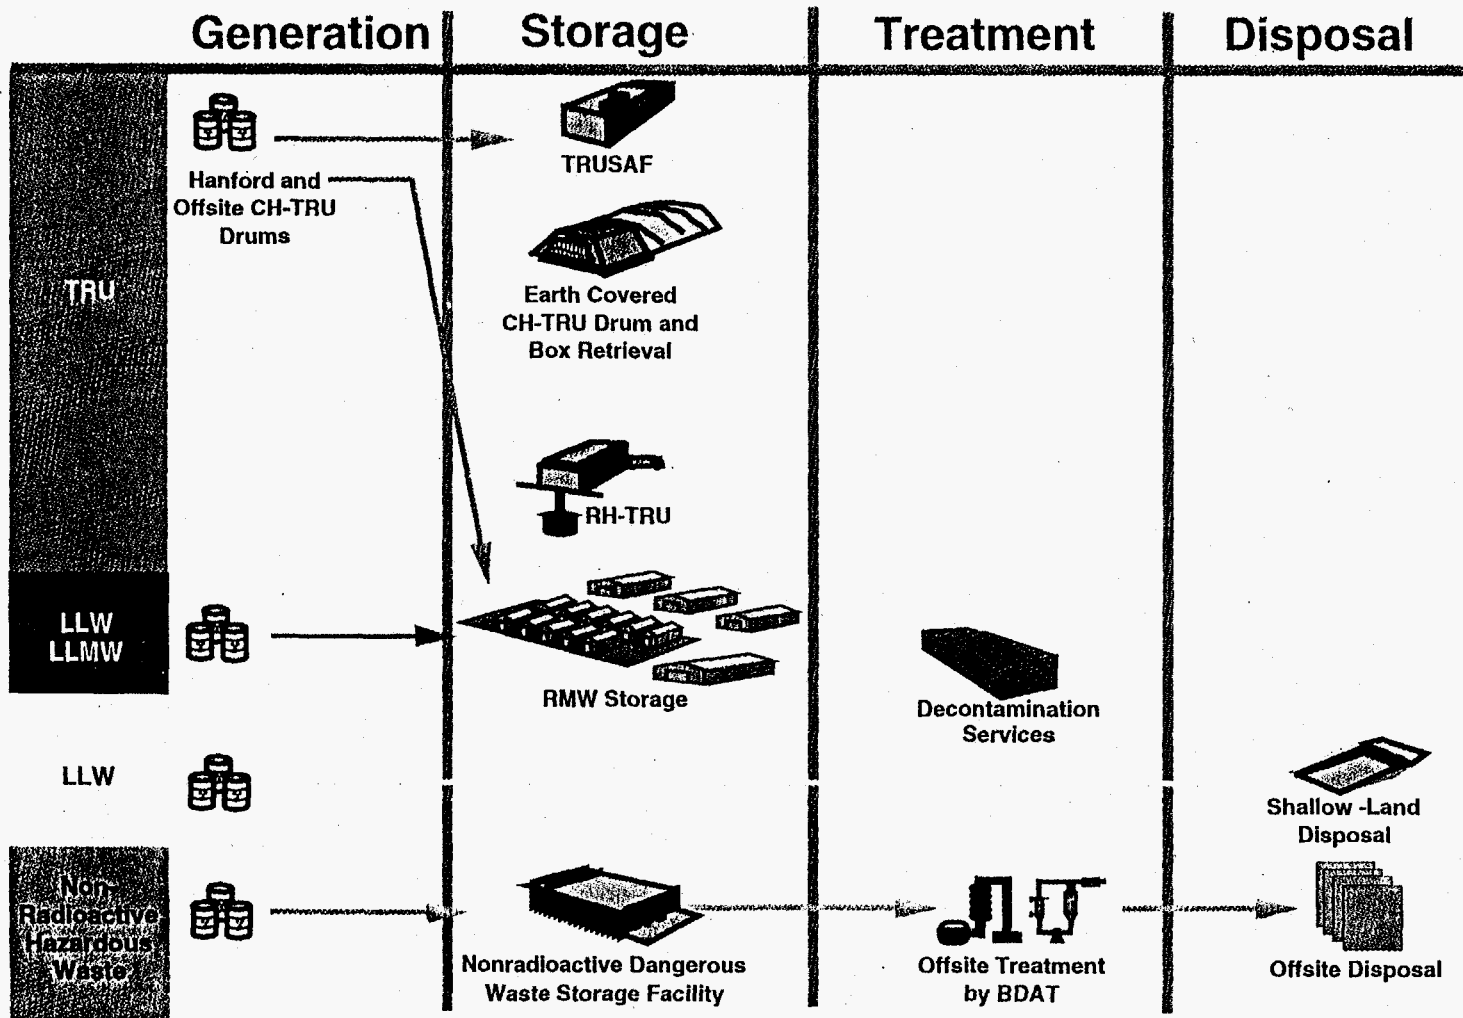 Generation
Storage
Treatment
Disposal
TRU
Hanford and
Offsite CH-TRU
Drums
TRUSAF
Earth Covered
CH-TRU Drum and
Box Retrieval
RH-TRU
LLW
LLMW
RMW Storage
Decontamination
Services
LLW
Shallow -Land
Disposal
Non-
Radioactive
Hazardous
Waste
Nonradioactive Dangerous
Waste Storage Facility
Offsite Treatment
by BDAT
Offsite Disposal